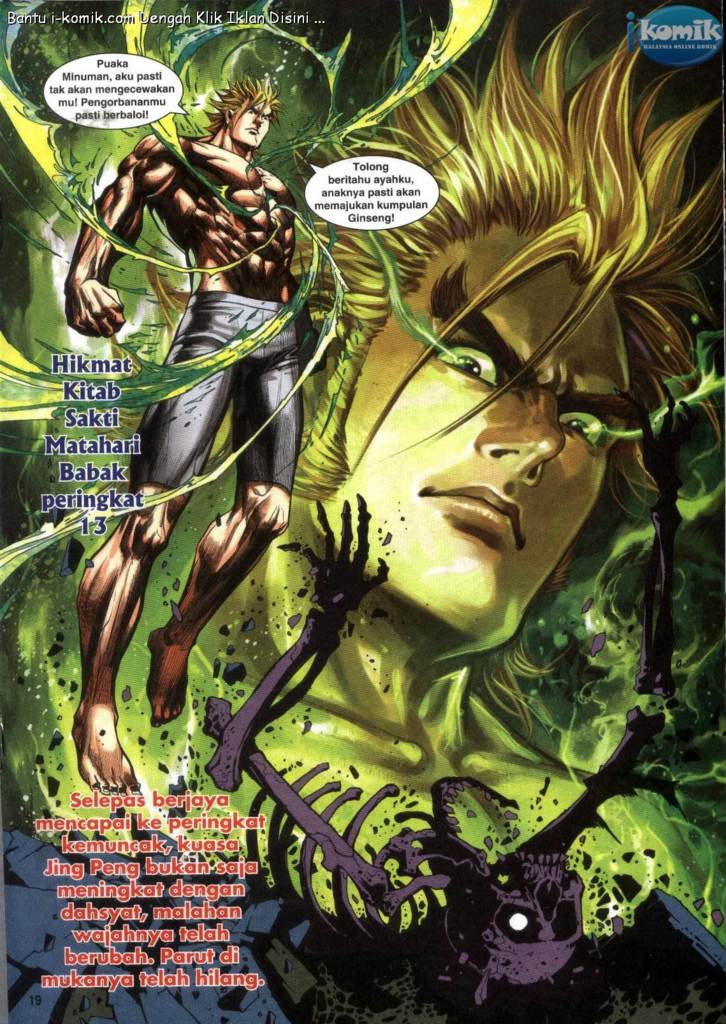 Bantu i-komik.com Dengan Klik Iklan Disini ...
ikomik
MALAYSIA ONLINE KOMIK
Puaka
Minuman, aku pasti
tak akan mengecewakan
mu! Pengorbananmu
pasti berbaloi!
Tolong
beritahu ayahku,
anaknya pasti akan
memajukan kumpulan
Ginseng!
Hikmat
Kitab
Sakti
Matahari
Babak
peringkat
13
Selepas berjaya
mencapai ke peringkat
kemuncak, kuasa
Jing Peng bukan saja
meningkat dengan
dahsyat, malahan
wajahnya telah
berubah. Parut di
mukanya telah hilang.
19